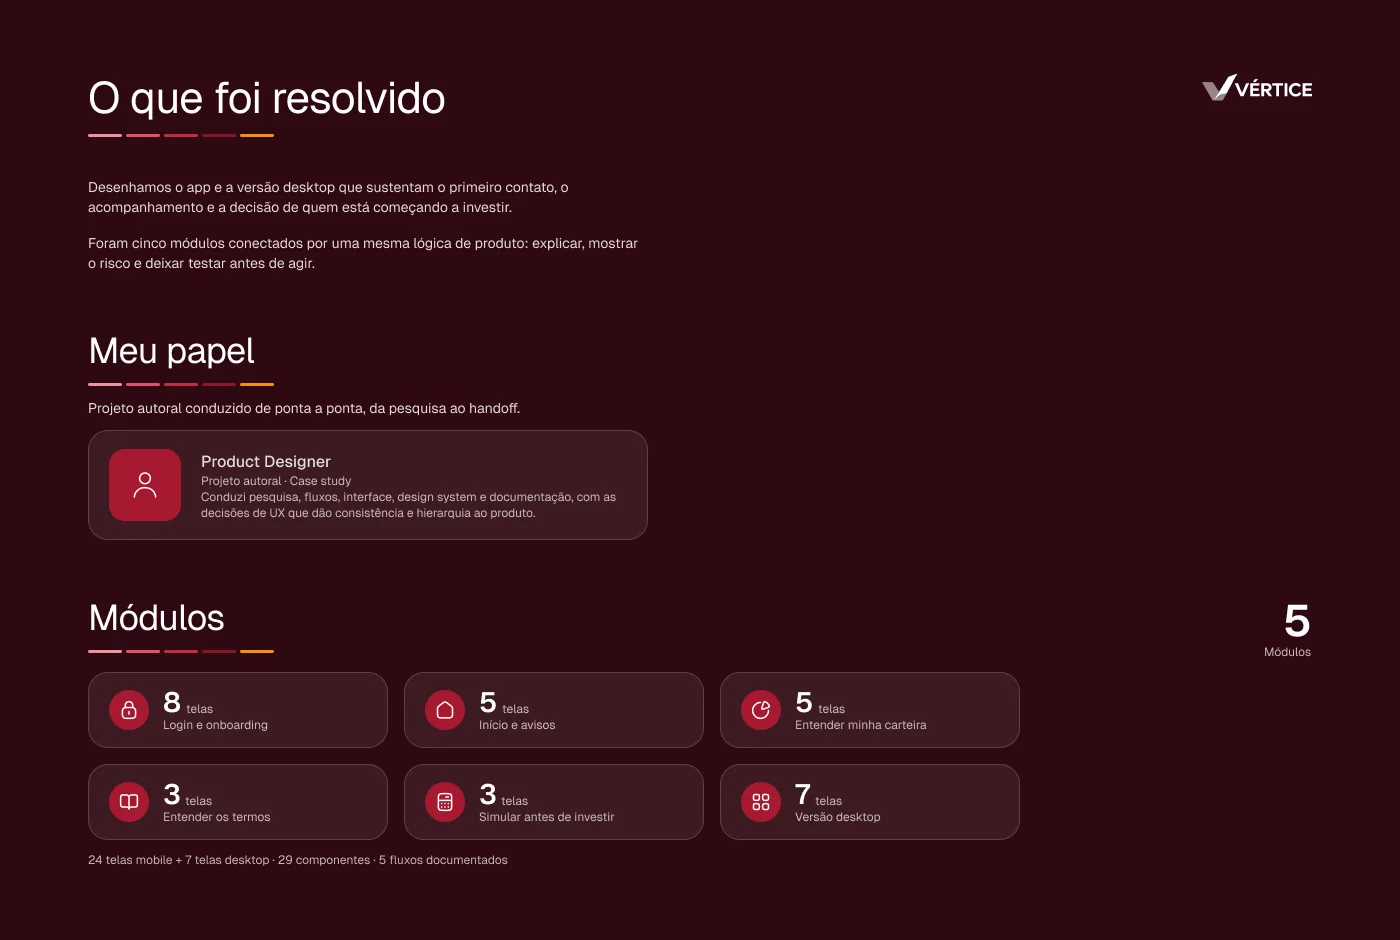 O que foi resolvido
VÉRTICE
Desenhamos o app e a versão desktop que sustentam o primeiro contato, o
acompanhamento e a decisão de quem está começando a investir.
Foram cinco módulos conectados por uma mesma lógica de produto: explicar, mostrar
o risco e deixar testar antes de agir.
Meu papel
Projeto autoral conduzido de ponta a ponta, da pesquisa ao handoff.
Product Designer
Projeto autoral · Case study
Conduzi pesquisa, fluxos, interface, design system e documentação, com as
decisões de UX que dão consistência e hierarquia ao produto.
Módulos
5
Módulos
8 telas
Login e onboarding
5 telas
Início e avisos
5 telas
Entender minha carteira
3 telas
Entender os termos
3 telas
Simular antes de investir
7 telas
Versão desktop
24 telas mobile + 7 telas desktop · 29 componentes · 5 fluxos documentados